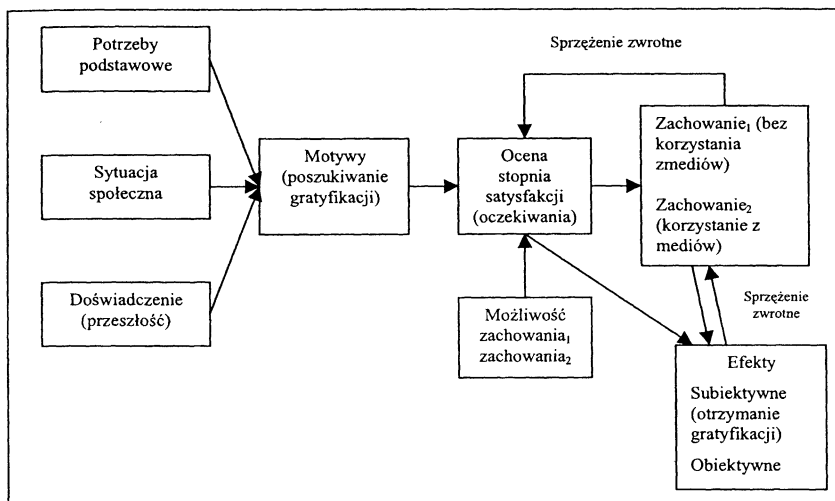 Potrzeby
podstawowe
Sytuacja
społeczna
Doświadczenie
(przeszłość)
Motywy
(poszukiwanie
gratyfikacji)
Sprzężenie zwrotne
Ocena
stopnia
satysfakcji
(oczekiwania)
Możliwość
zachowania₁
zachowania₂
Zachowanie₁ (bez
korzystania
zmediów)
Zachowanie₂
(korzystanie z
mediów)
Sprzężenie
zwrotne
Efekty
Subiektywne
(otrzymanie
gratyfikacji)
Obiektywne